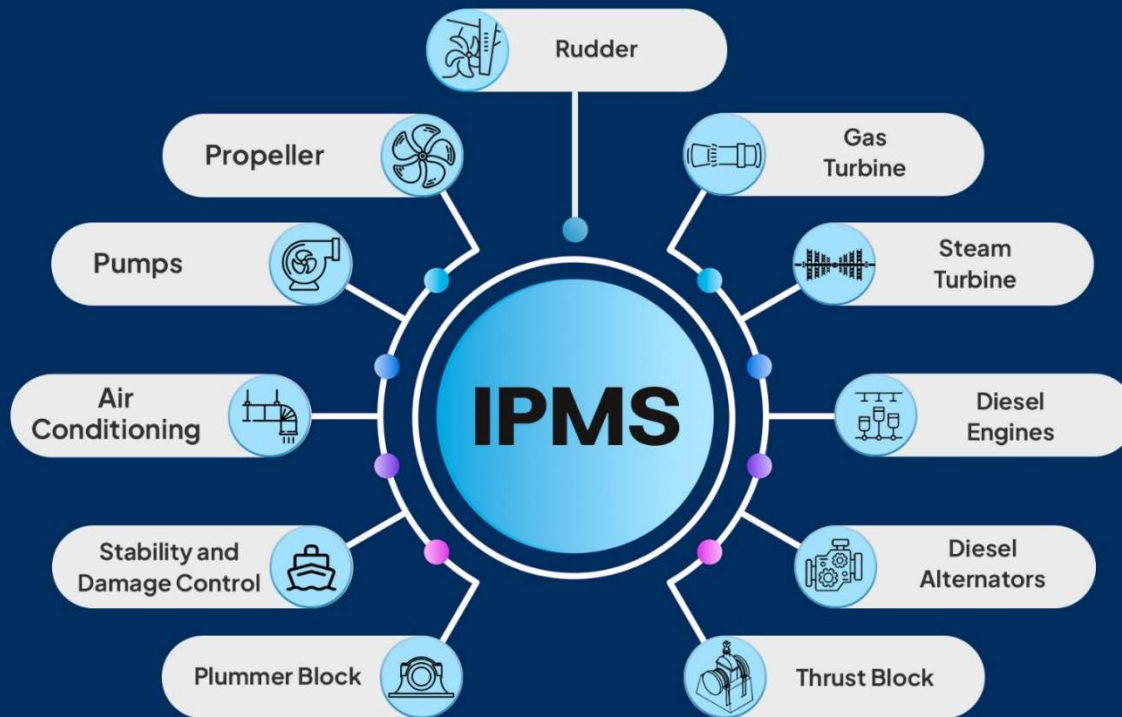 Rudder
Propeller
Gas
Turbine
Pumps
Steam
Turbine
IPMS
Air
Conditioning
Diesel
Engines
Stability and
Damage Control
Diesel
Alternators
Plummer Block
Thrust Block